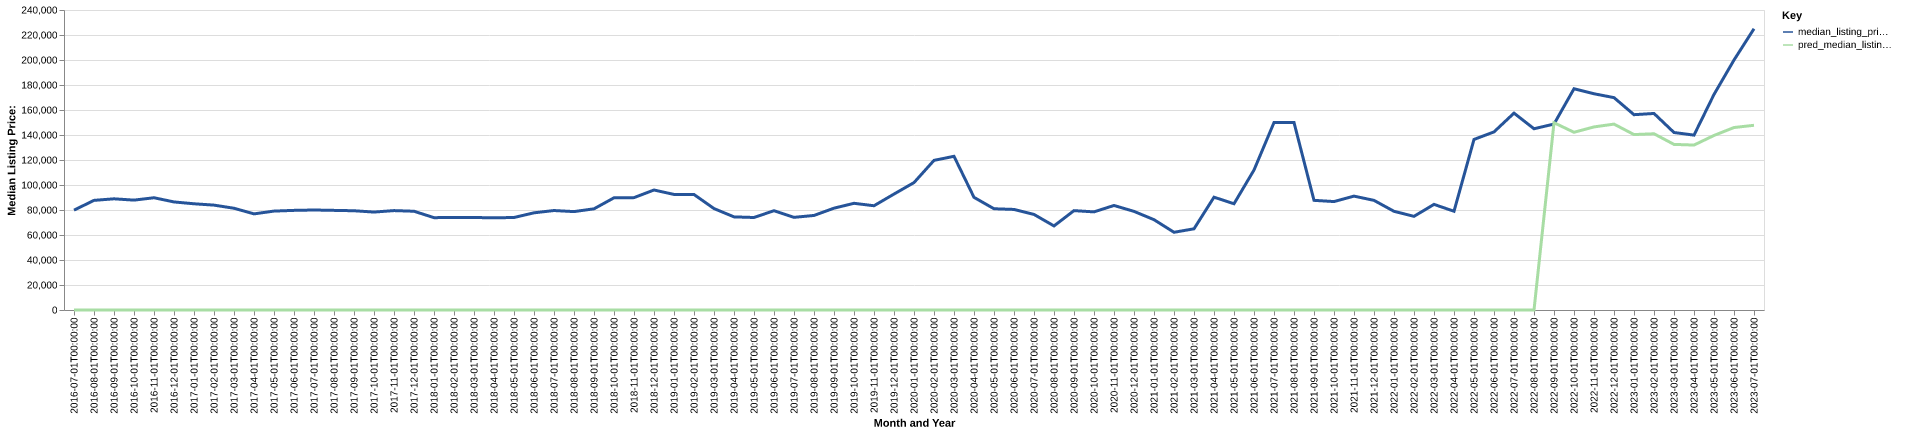 240,000
220,000
200,000
180,000
160,000
140,000
120,000
100,000
80,000
60,000
40,000
20,000
0
Median Listing Price:
2016-07-01T00:00:00
2016-08-01T00:00:00
2016-09-01T00:00:00
2016-10-01T00:00:00
2016-11-01T00:00:00
2016-12-01T00:00:00
2017-01-01T00:00:00
2017-02-01T00:00:00
2017-03-01T00:00:00
2017-04-01T00:00:00
2017-05-01T00:00:00
2017-06-01T00:00:00
2017-07-01T00:00:00
2017-08-01T00:00:00
2017-09-01T00:00:00
2017-10-01T00:00:00
2017-11-01T00:00:00
2017-12-01T00:00:00
2018-01-01T00:00:00
2018-02-01T00:00:00
2018-03-01T00:00:00
2018-04-01T00:00:00
2018-05-01T00:00:00
2018-06-01T00:00:00
2018-07-01T00:00:00
2018-08-01T00:00:00
2018-09-01T00:00:00
2018-10-01T00:00:00
2018-11-01T00:00:00
2018-12-01T00:00:00
2019-01-01T00:00:00
2019-02-01T00:00:00
2019-03-01T00:00:00
2019-04-01T00:00:00
2019-05-01T00:00:00
2019-06-01T00:00:00
2019-07-01T00:00:00
2019-08-01T00:00:00
2019-09-01T00:00:00
2019-10-01T00:00:00
2019-11-01T00:00:00
2019-12-01T00:00:00
2020-01-01T00:00:00
2020-02-01T00:00:00
2020-03-01T00:00:00
2020-04-01T00:00:00
2020-05-01T00:00:00
2020-06-01T00:00:00
2020-07-01T00:00:00
2020-08-01T00:00:00
2020-09-01T00:00:00
2020-10-01T00:00:00
2020-11-01T00:00:00
2020-12-01T00:00:00
2021-01-01T00:00:00
2021-02-01T00:00:00
2021-03-01T00:00:00
2021-04-01T00:00:00
2021-05-01T00:00:00
2021-06-01T00:00:00
2021-07-01T00:00:00
2021-08-01T00:00:00
2021-09-01T00:00:00
2021-10-01T00:00:00
2021-11-01T00:00:00
2021-12-01T00:00:00
2022-01-01T00:00:00
2022-02-01T00:00:00
2022-03-01T00:00:00
2022-04-01T00:00:00
2022-05-01T00:00:00
2022-06-01T00:00:00
2022-07-01T00:00:00
2022-08-01T00:00:00
2022-09-01T00:00:00
2022-10-01T00:00:00
2022-11-01T00:00:00
2022-12-01T00:00:00
2023-01-01T00:00:00
2023-02-01T00:00:00
2023-03-01T00:00:00
2023-04-01T00:00:00
2023-05-01T00:00:00
2023-06-01T00:00:00
2023-07-01T00:00:00
Month and Year
Key
median_listing_pri…
pred_median_listin…